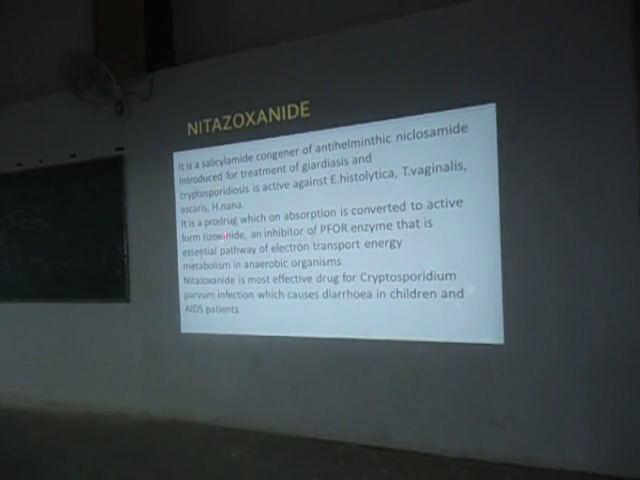 NITAZOXANIDE
It is a salicylamide congener of antihelminthic niclosamide
Introduced for treatment of giardiasis and
cryptosporidiosis is active against E.histolytica, T.vaginalis,
ascaris, H.nana.
It is a prodrug which on absorption is converted to active
form an inhibitor of PFOR enzyme that is
essential pathway of electron transport energy
metabolism in anaerobic organisms
Nitazoxanide is most effective drug for Cryptosporidium
parvum infection which causes diarrhoea in children and
AIDS patients